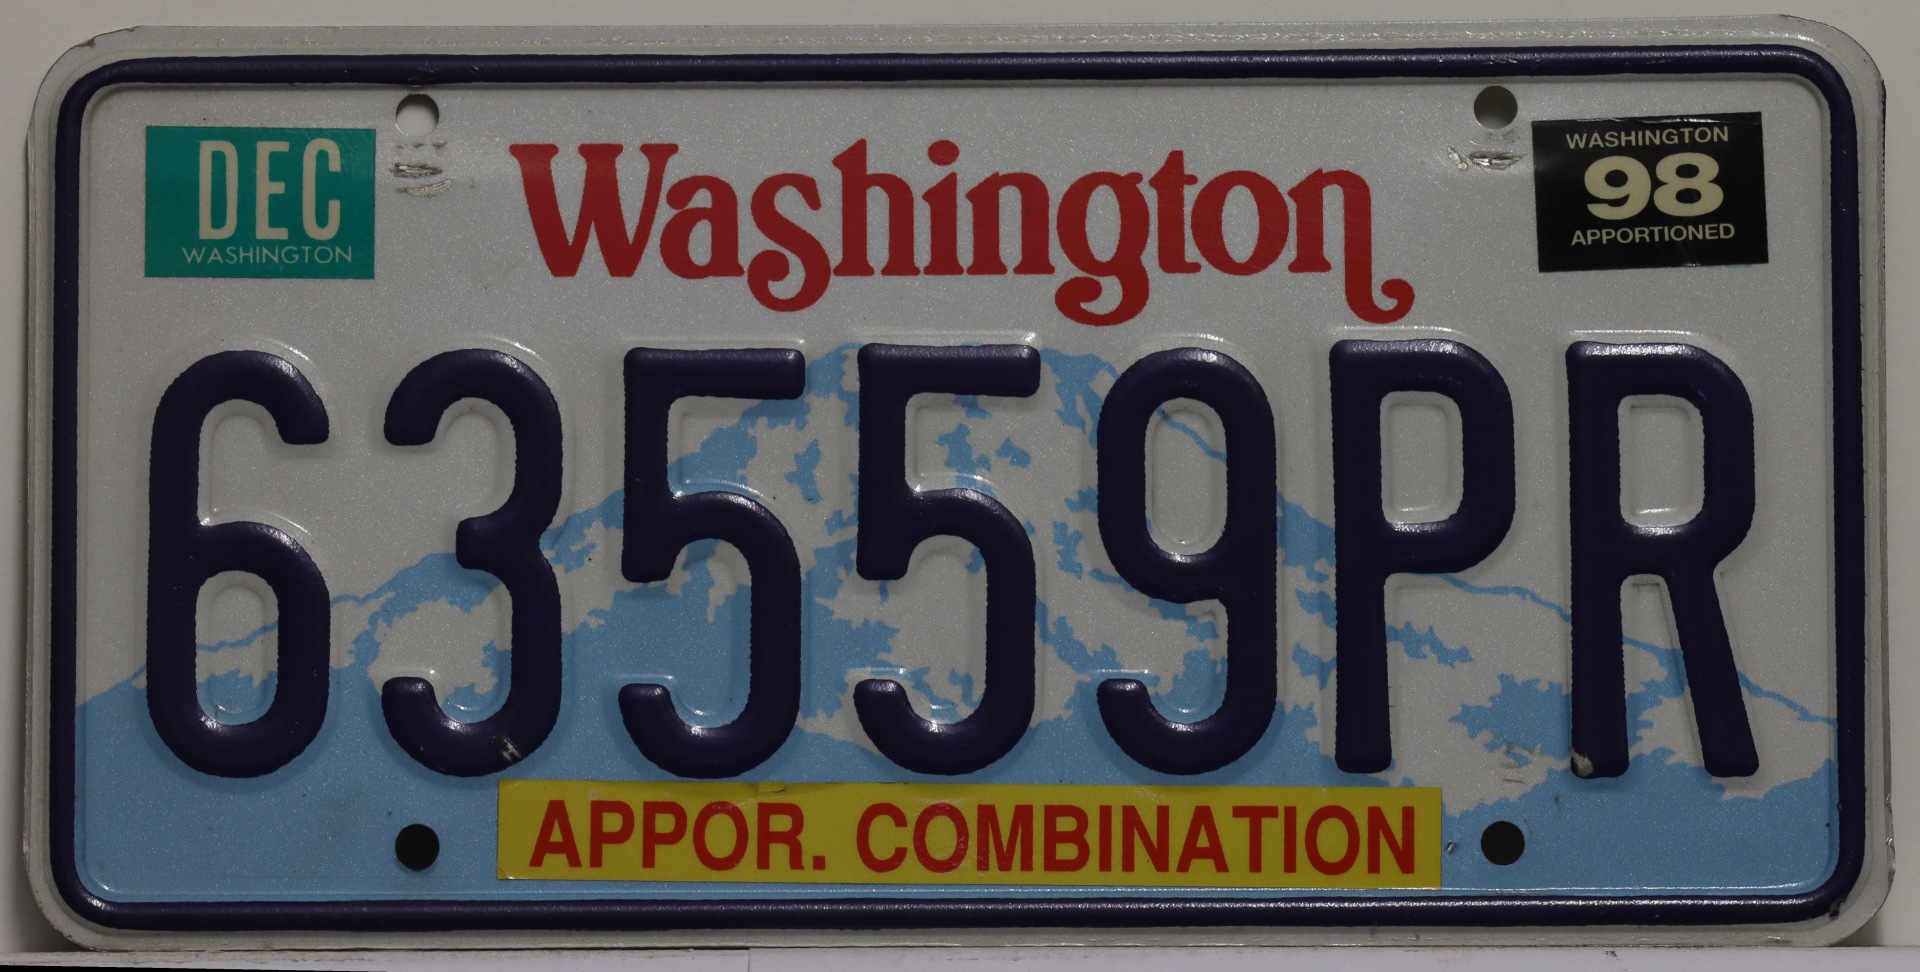 DEC
WASHINGTON
Washington
WASHINGTON
98
APPORTIONED
63559PR
APPOR. COMBINATION